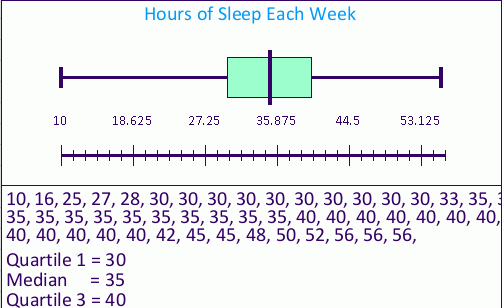 Hours of Sleep Each Week
10 18.625 27.25 35.875 44.5 53.125
10, 16, 25, 27, 28, 30, 30, 30, 30, 30, 30, 30, 30, 30, 30, 33, 35,
35, 35, 35, 35, 35, 35, 35, 35, 35, 35, 40, 40, 40, 40, 40, 40, 40,
40, 40, 40, 40, 40, 42, 45, 45, 48, 50, 52, 56, 56, 56,
Quartile 1 = 30
Median = 35
Quartile 3 = 40